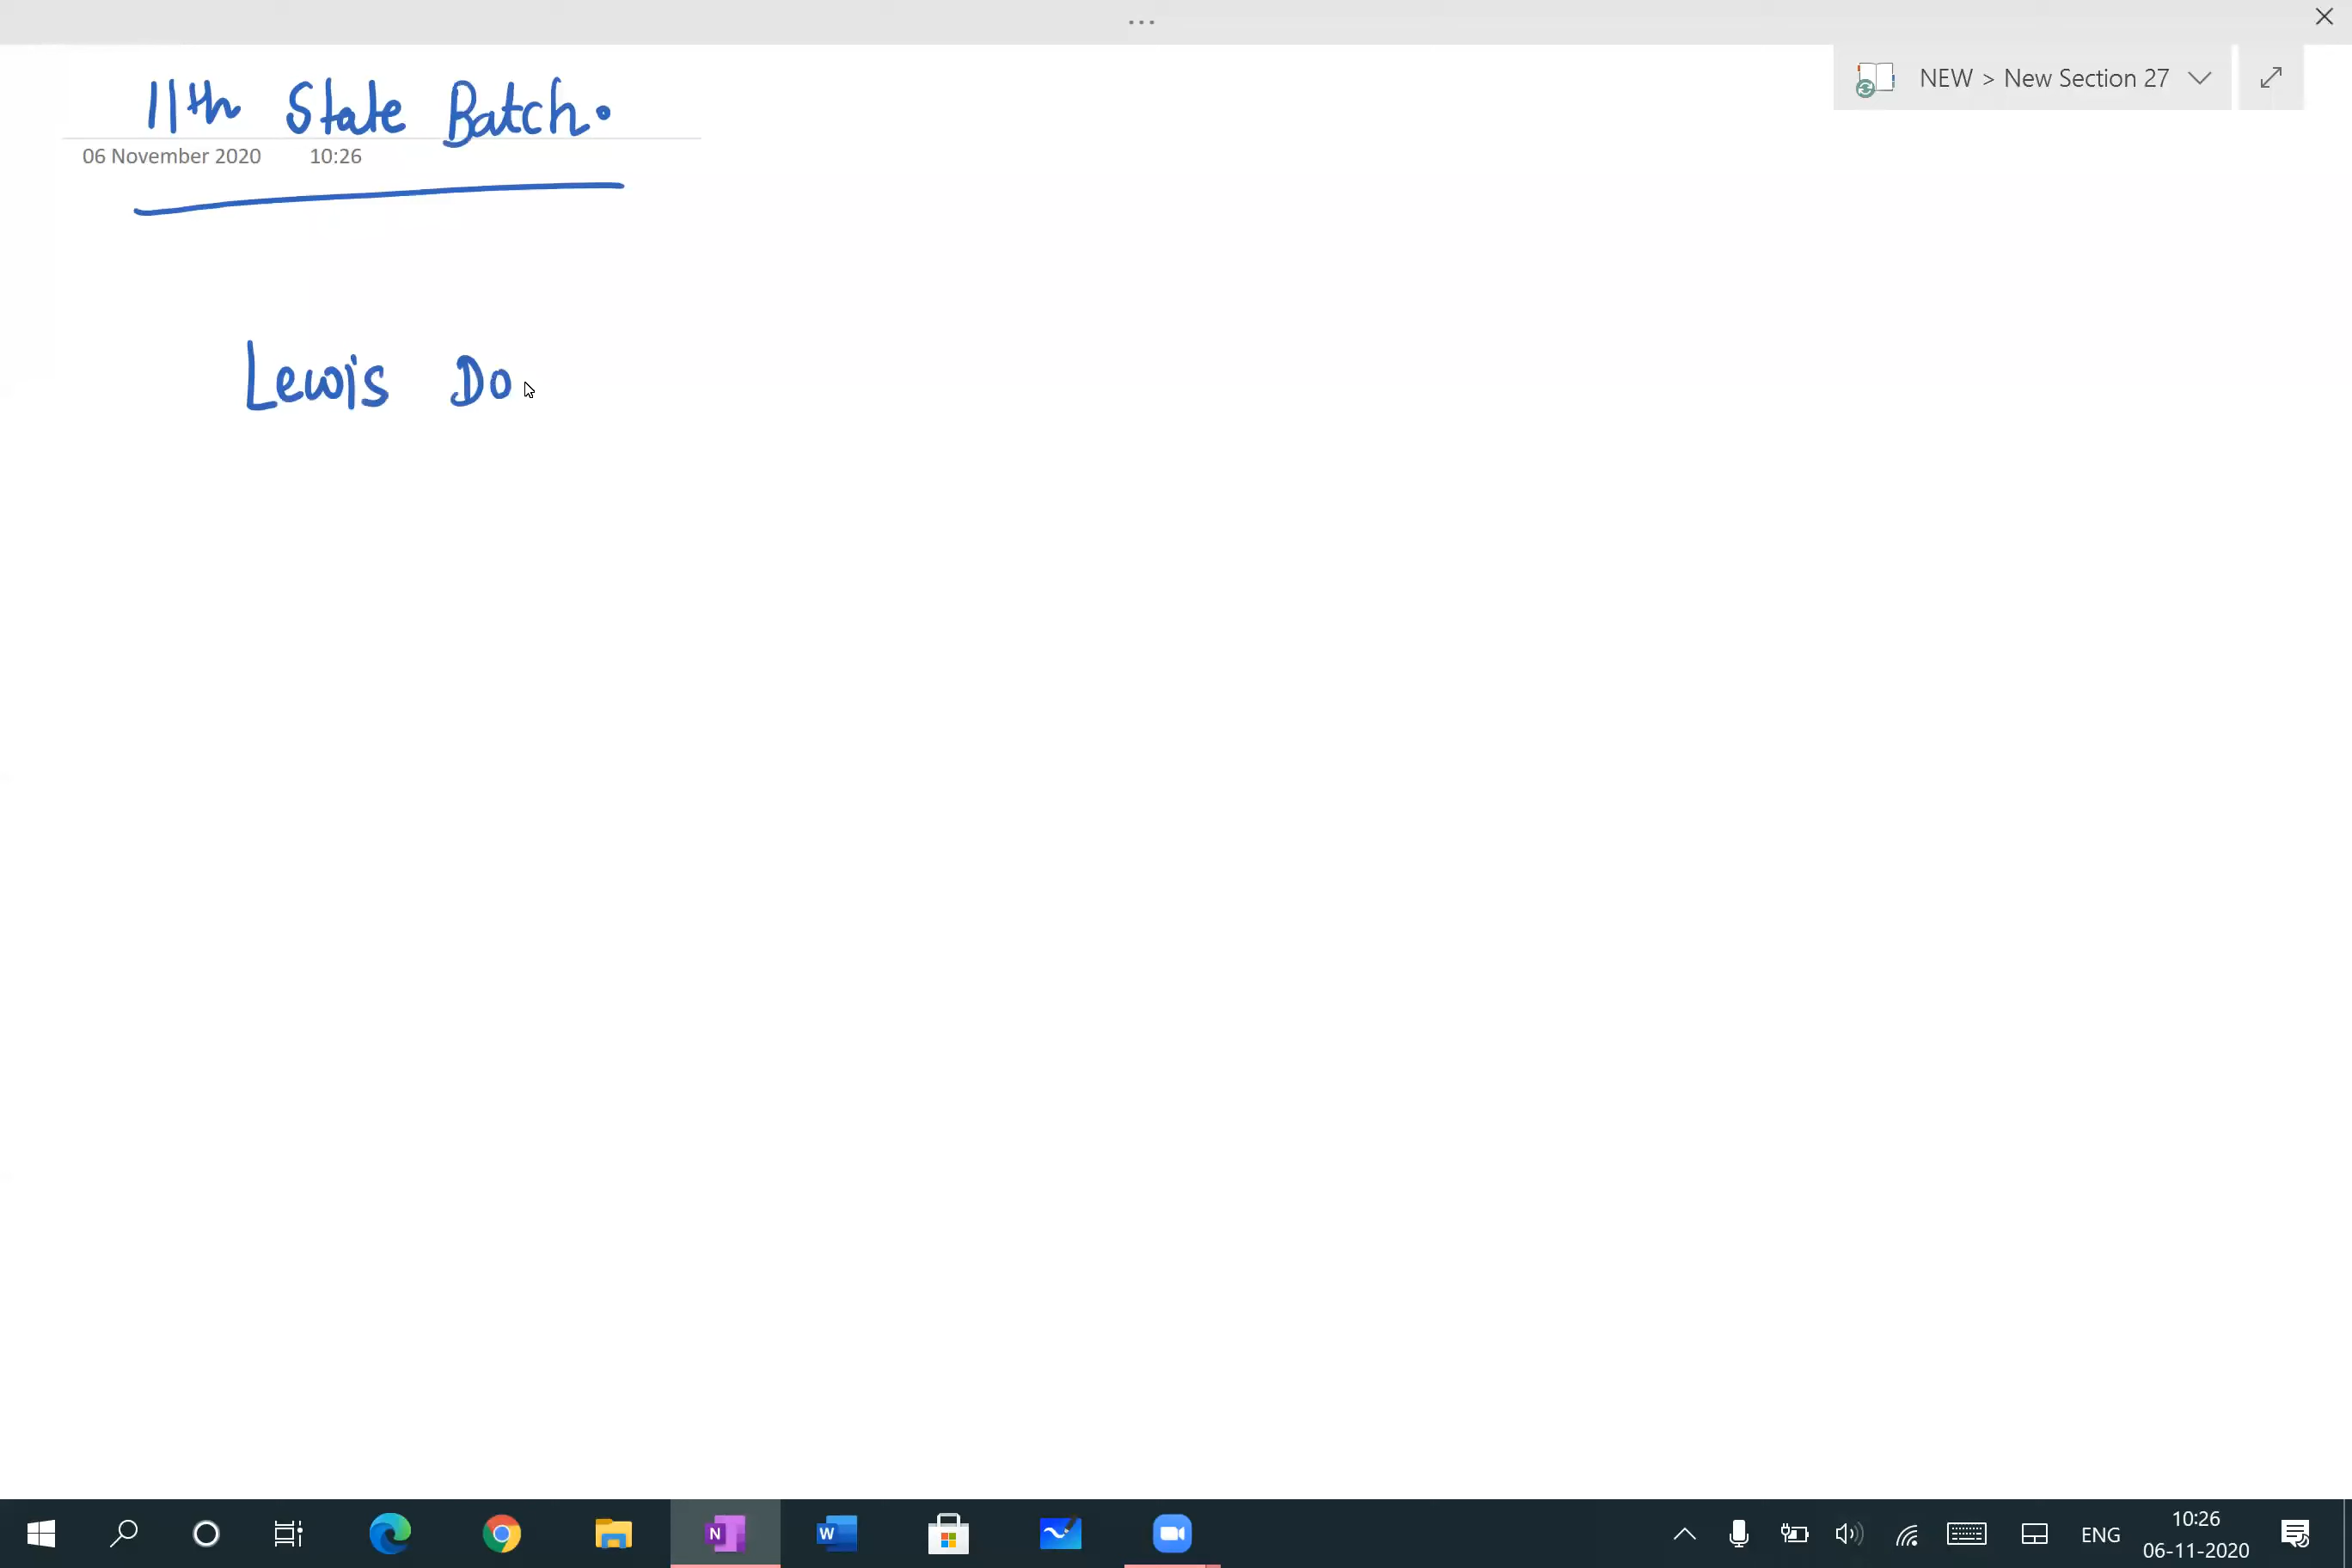 11th State Batch.
NEW > New Section 27
06 November 2020 10:26
Lewis Do
ENG
10:26
06-11-2020